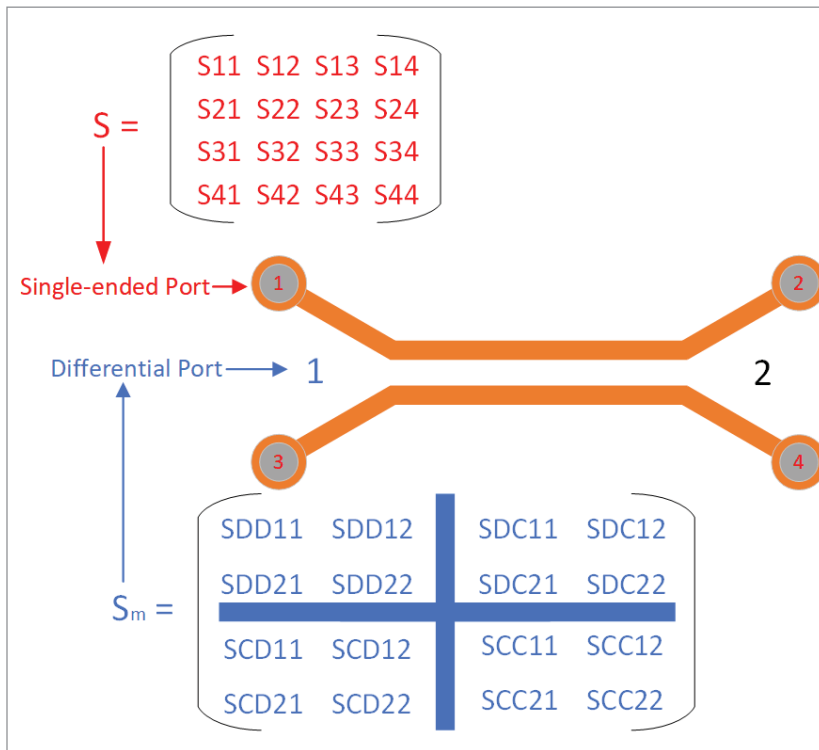 S11 S12 S13 S14
S21 S22 S23 S24
S =
S31 S32 S33 S34
S41 S42 S43 S44
Single-ended Port
1
2
Differential Port
1
2
3
4
SDD11 SDD12 SDC11 SDC12
SDD21 SDD22 SDC21 SDC22
Sm =
SCD11 SCD12 SCC11 SCC12
SCD21 SCD22 SCC21 SCC22